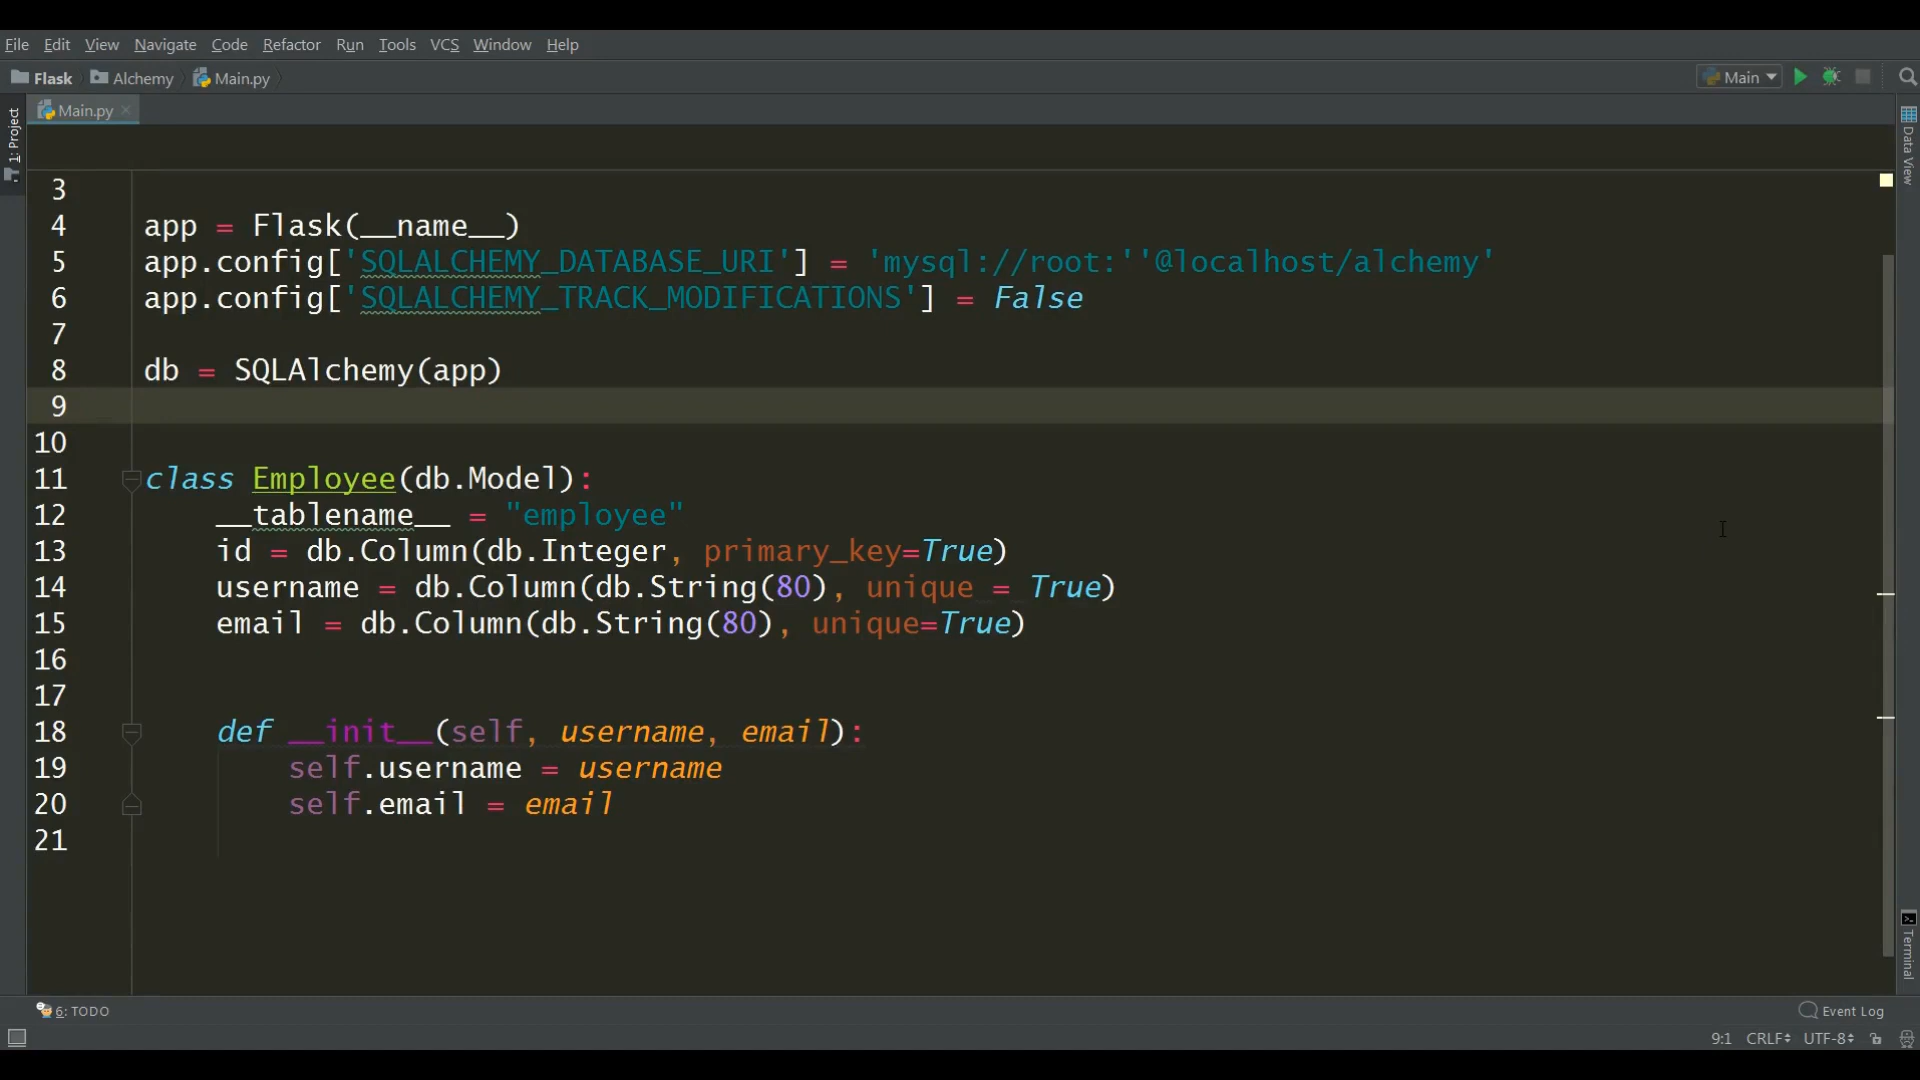 File Edit View Navigate Code Refactor Run Tools VCS Window Help
Flask Alchemy Main.py Main
1: Project Main.py Data View
3
4 app = Flask(__name__)
5 app.config['SQLALCHEMY_DATABASE_URI'] = 'mysql://root:''@localhost/alchemy'
6 app.config['SQLALCHEMY_TRACK_MODIFICATIONS'] = False
7
8 db = SQLAlchemy(app)
9
10
11 class Employee(db.Model):
12     __tablename__ = "employee"
13     id = db.Column(db.Integer, primary_key=True)
14     username = db.Column(db.String(80), unique = True)
15     email = db.Column(db.String(80), unique=True)
16
17
18     def __init__(self, username, email):
19         self.username = username
20         self.email = email
21
Terminal
6: TODO Event Log
9:1 CRLF UTF-8